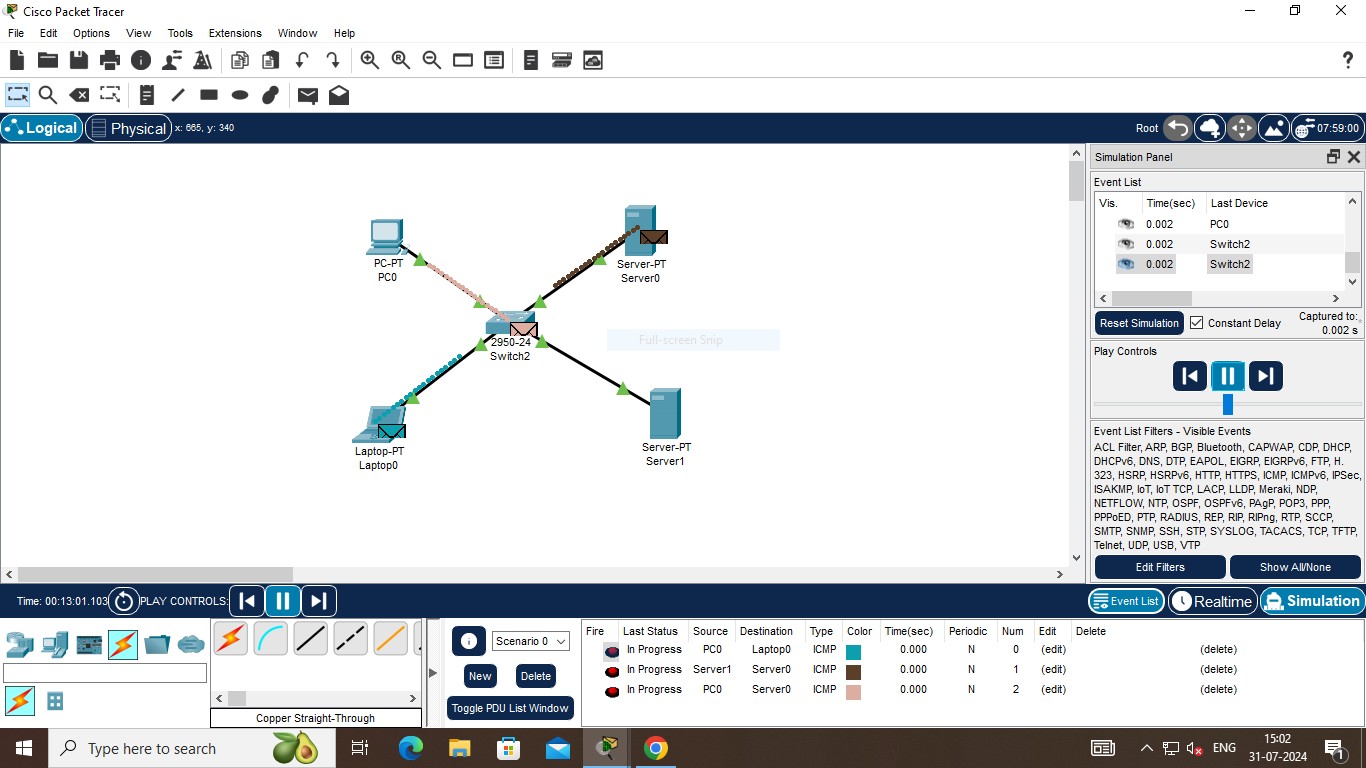 Cisco Packet Tracer
File Edit Options View Tools Extensions Window Help
?
Logical Physical x: 665, y: 340
Root 07:59:00
PC-PT
PC0
Server-PT
Server0
2950-24
Switch2
Full-screen Snip
Laptop-PT
Laptop0
Server-PT
Server1
Simulation Panel
Event List
Vis. Time(sec) Last Device
0.002 PC0
0.002 Switch2
0.002 Switch2
Reset Simulation Constant Delay Captured to:
0.002 s
Play Controls
Event List Filters - Visible Events
ACL Filter, ARP, BGP, Bluetooth, CAPWAP, CDP, DHCP,
DHCPv6, DNS, DTP, EAPOL, EIGRP, EIGRPv6, FTP, H.
323, HSRP, HSRPv6, HTTP, HTTPS, ICMP, ICMPv6, IPSec,
ISAKMP, IoT, IoT TCP, LACP, LLDP, Meraki, NDP,
NETFLOW, NTP, OSPF, OSPFv6, PAgP, POP3, PPP,
PPPoED, PTP, RADIUS, REP, RIP, RIPng, RTP, SCCP,
SMTP, SNMP, SSH, STP, SYSLOG, TACACS, TCP, TFTP,
Telnet, UDP, USB, VTP
Edit Filters Show All/None
Time: 00:13:01.103 PLAY CONTROLS:
Event List Realtime Simulation
Scenario 0
New Delete
Toggle PDU List Window
Copper Straight-Through
Fire Last Status Source Destination Type Color Time(sec) Periodic Num Edit Delete
In Progress PC0 Laptop0 ICMP 0.000 N 0 (edit) (delete)
In Progress Server1 Server0 ICMP 0.000 N 1 (edit) (delete)
In Progress PC0 Server0 ICMP 0.000 N 2 (edit) (delete)
Type here to search
ENG
15:02
31-07-2024
1